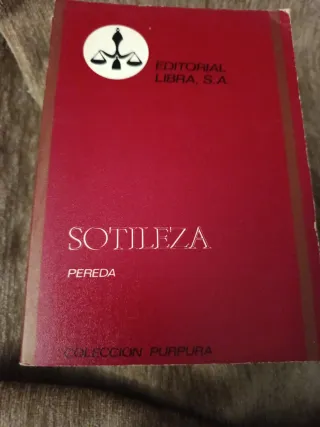 EDITORIAL
LIBRA, S.A.
SOTILEZA
PEREDA
COLECCION PURPURA